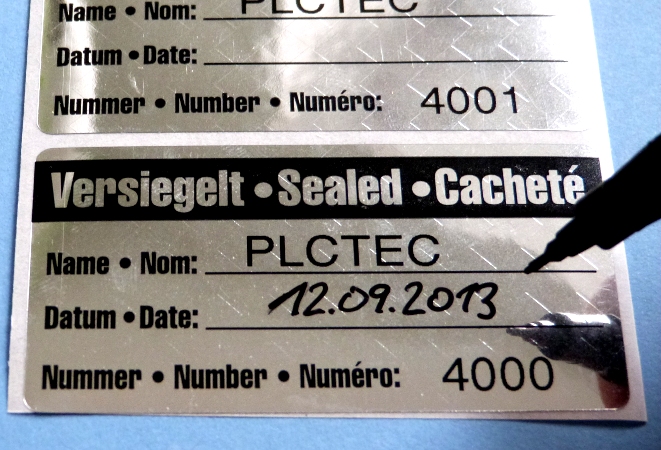 Name • Nom: PLCTEC
Datum • Date:
Nummer • Number • Numéro: 4001
Versiegelt • Sealed • Cacheté
Name • Nom: PLCTEC
Datum • Date: 12.09.2013
Nummer • Number • Numéro: 4000